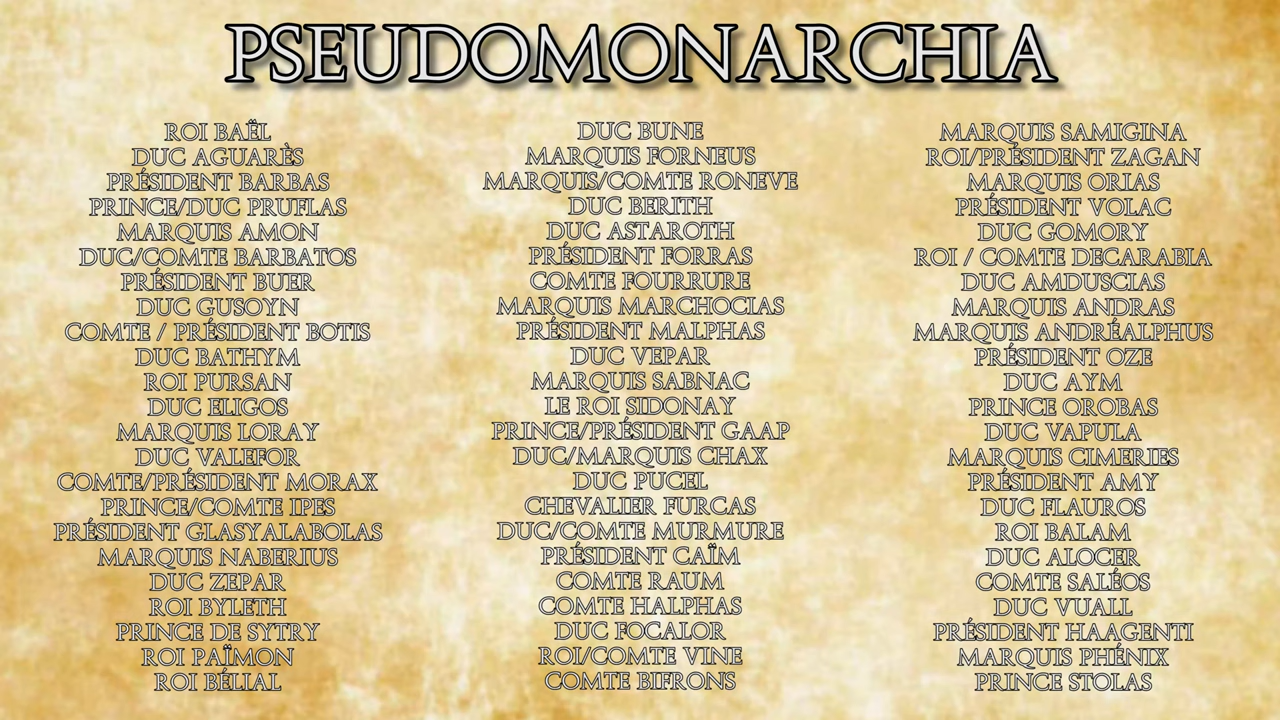 PSEUDOMONARCHIA
ROI BAËL
DUC AGUARÈS
PRÉSIDENT BARBAS
PRINCE/DUC PRUFLAS
MARQUIS AMON
DUC/COMTE BARBATOS
PRÉSIDENT BUER
DUC GUSOYN
COMTE / PRÉSIDENT BOTIS
DUC BATHYM
ROI PURSAN
DUC ELIGOS
MARQUIS LORAY
DUC VALEFOR
COMTE/PRÉSIDENT MORAX
PRINCE/COMTE IPES
PRÉSIDENT GLASYALABOLAS
MARQUIS NABERIUS
DUC ZEPAR
ROI BYLETH
PRINCE DE SYTRY
ROI PAÏMON
ROI BÉLIAL
DUC BUNE
MARQUIS FORNEUS
MARQUIS/COMTE RONEVE
DUC BERITH
DUC ASTAROTH
PRÉSIDENT FORRAS
COMTE FOURRURE
MARQUIS MARCHOCIAS
PRÉSIDENT MALPHAS
DUC VEPAR
MARQUIS SABNAC
LE ROI SIDONAY
PRINCE/PRÉSIDENT GAAP
DUC/MARQUIS CHAX
DUC PUCEL
CHEVALIER FURCAS
DUC/COMTE MURMURE
PRÉSIDENT CAÏM
COMTE RAUM
COMTE HALPHAS
DUC FOCALOR
ROI/COMTE VINE
COMTE BIFRONS
MARQUIS SAMIGINA
ROI/PRÉSIDENT ZAGAN
MARQUIS ORIAS
PRÉSIDENT VOLAC
DUC GOMORY
ROI / COMTE DECARABIA
DUC AMDUSCIAS
MARQUIS ANDRAS
MARQUIS ANDRÉALPHUS
PRÉSIDENT OZE
DUC AYM
PRINCE OROBAS
DUC VAPULA
MARQUIS CIMERIES
PRÉSIDENT AMY
DUC FLAUROS
ROI BALAM
DUC ALOCER
COMTE SALÉOS
DUC VUALL
PRÉSIDENT HAAGENTI
MARQUIS PHÉNIX
PRINCE STOLAS